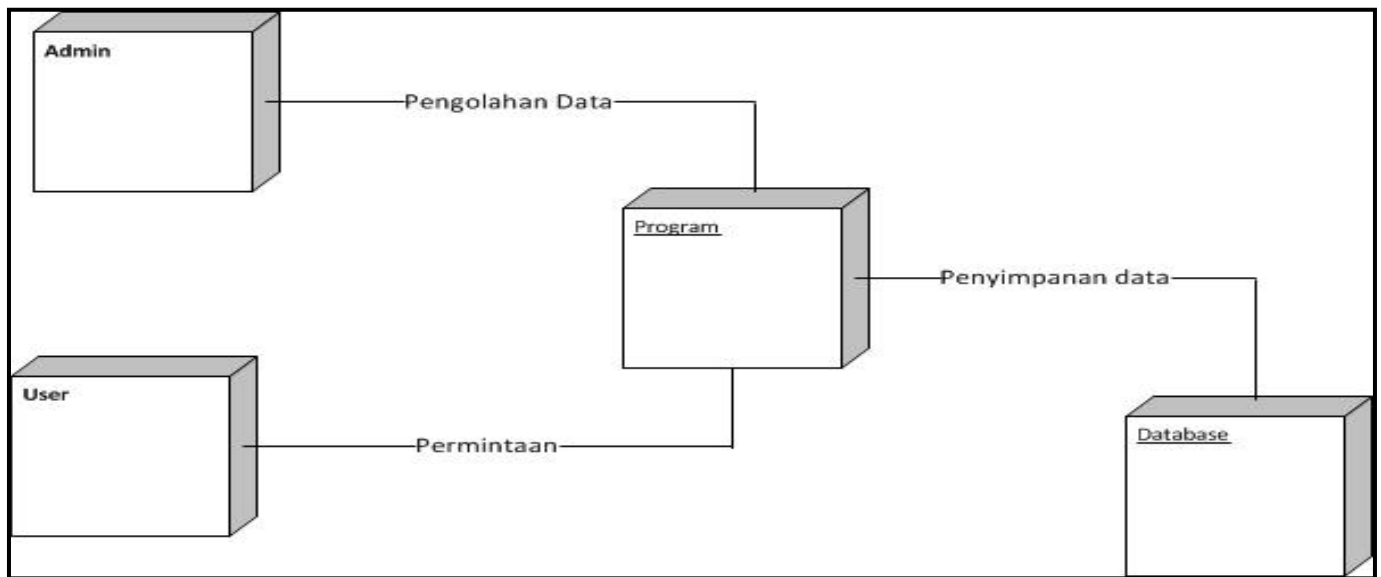 Admin
Pengolahan Data
Program
Penyimpanan data
User
Permintaan
Database